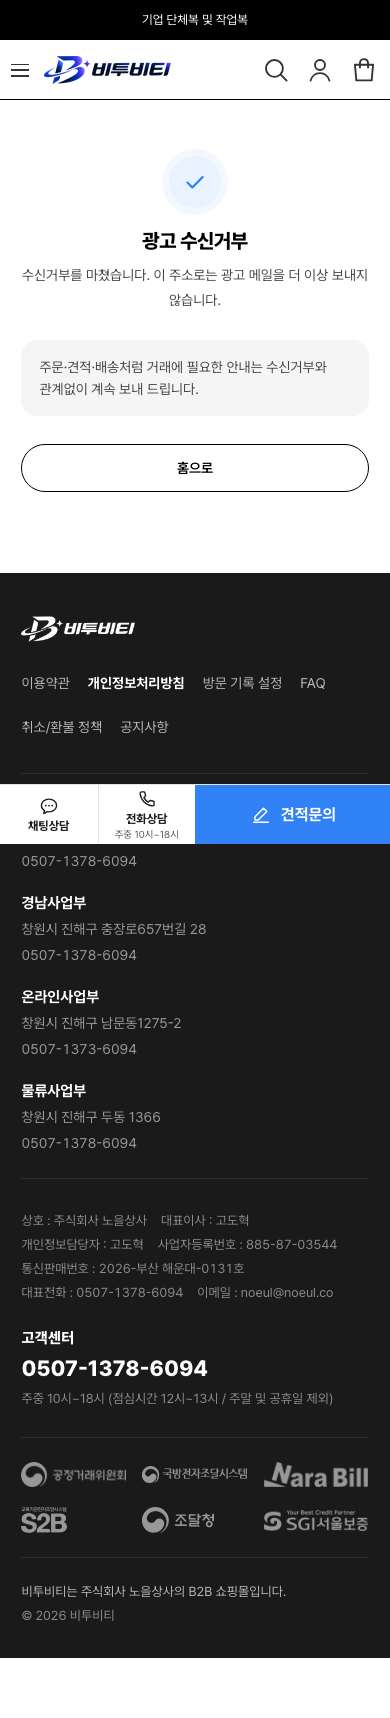 기업 단체복 및 작업복
비투비티
광고 수신거부
수신거부를 마쳤습니다. 이 주소로는 광고 메일을 더 이상 보내지
않습니다.
주문·견적·배송처럼 거래에 필요한 안내는 수신거부와
관계없이 계속 보내 드립니다.
홈으로
비투비티
이용약관 개인정보처리방침 방문 기록 설정 FAQ
취소/환불 정책 공지사항
채팅상담
전화상담
주중 10시~18시
견적문의
0507-1378-6094
경남사업부
창원시 진해구 충장로657번길 28
0507-1378-6094
온라인사업부
창원시 진해구 남문동1275-2
0507-1373-6094
물류사업부
창원시 진해구 두동 1366
0507-1378-6094
상호 : 주식회사 노을상사 대표이사 : 고도혁
개인정보담당자 : 고도혁 사업자등록번호 : 885-87-03544
통신판매번호 : 2026-부산 해운대-0131호
대표전화 : 0507-1378-6094 이메일 : noeul@noeul.co
고객센터
0507-1378-6094
주중 10시~18시 (점심시간 12시~13시 / 주말 및 공휴일 제외)
공정거래위원회 국방전자조달시스템 Nara Bill
S2B 조달청 Your Best Credit Partner
SGI서울보증
비투비티는 주식회사 노을상사의 B2B 쇼핑몰입니다.
© 2026 비투비티